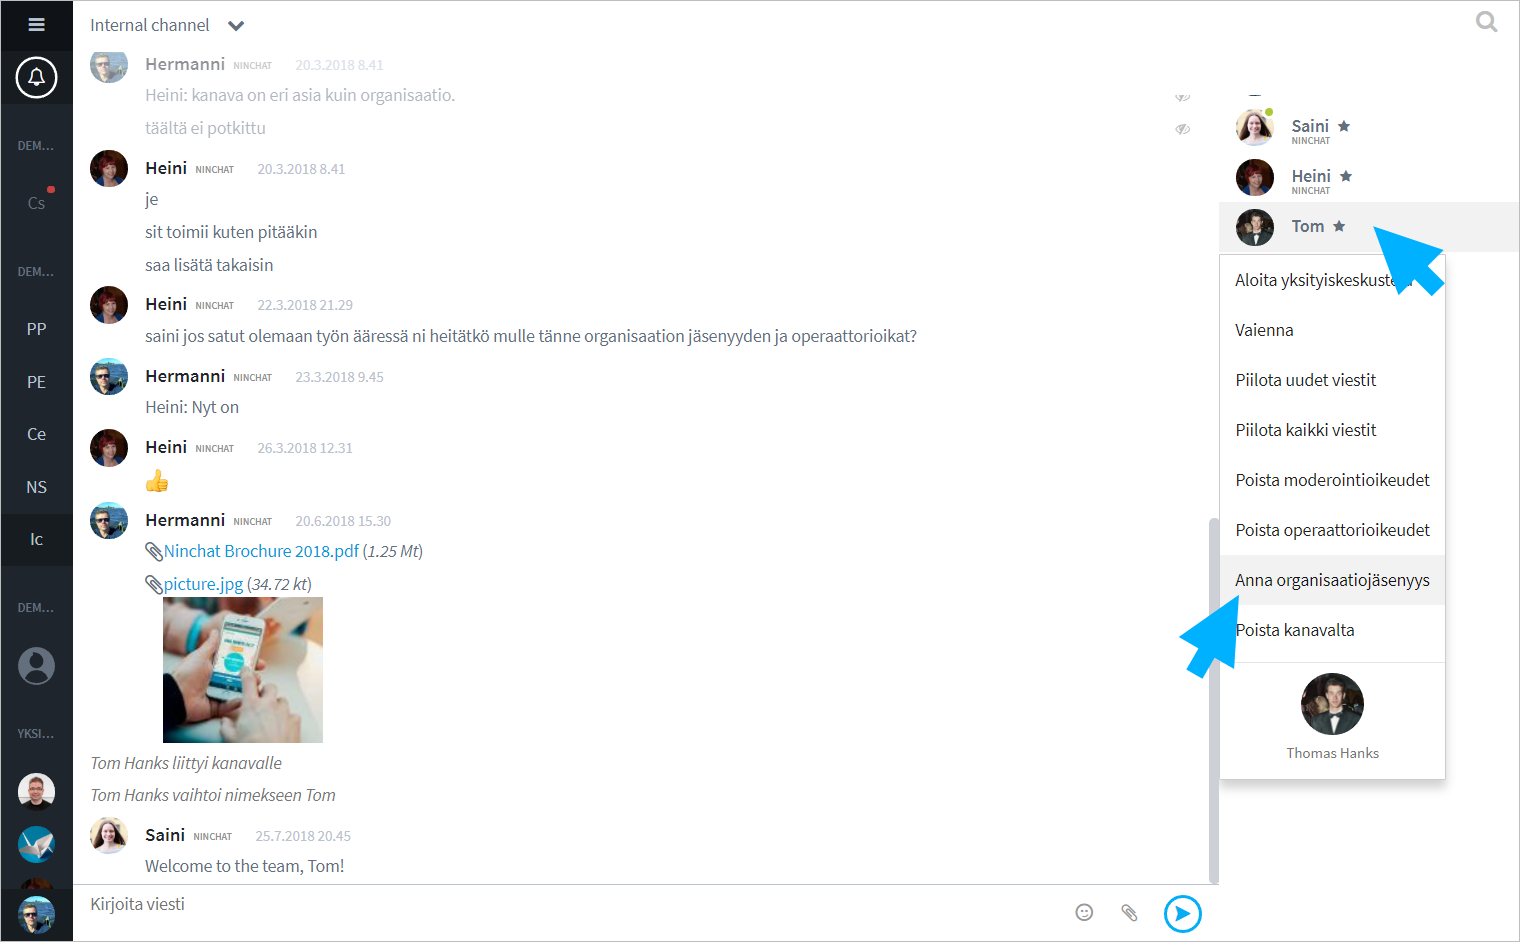 Internal channel
DEM...
Cs
DEM...
PP
PE
Ce
NS
Ic
DEM...
YKSI...
Hermanni NINCHAT 20.3.2018 8.41
Heini: kanava on eri asia kuin organisaatio.
täältä ei potkittu
Heini NINCHAT 20.3.2018 8.41
je
sit toimii kuten pitääkin
saa lisätä takaisin
Heini NINCHAT 22.3.2018 21.29
saini jos satut olemaan työn ääressä ni heitätkö mulle tänne organisaation jäsenyyden ja operaattorioikat?
Hermanni NINCHAT 23.3.2018 9.45
Heini: Nyt on
Heini NINCHAT 26.3.2018 12.31
👍
Hermanni NINCHAT 20.6.2018 15.30
Ninchat Brochure 2018.pdf (1.25 Mt)
picture.jpg (34.72 kt)
Tom Hanks liittyi kanavalle
Tom Hanks vaihtoi nimekseen Tom
Saini NINCHAT 25.7.2018 20.45
Welcome to the team, Tom!
Kirjoita viesti
Saini ★
NINCHAT
Heini ★
NINCHAT
Tom ★
Aloita
Vaienna
Piilota uudet viestit
Piilota kaikki viestit
Poista moderointioikeudet
Poista operaattorioikeudet
Anna organisaatiojäsenyys
Poista kanavalta
Thomas Hanks